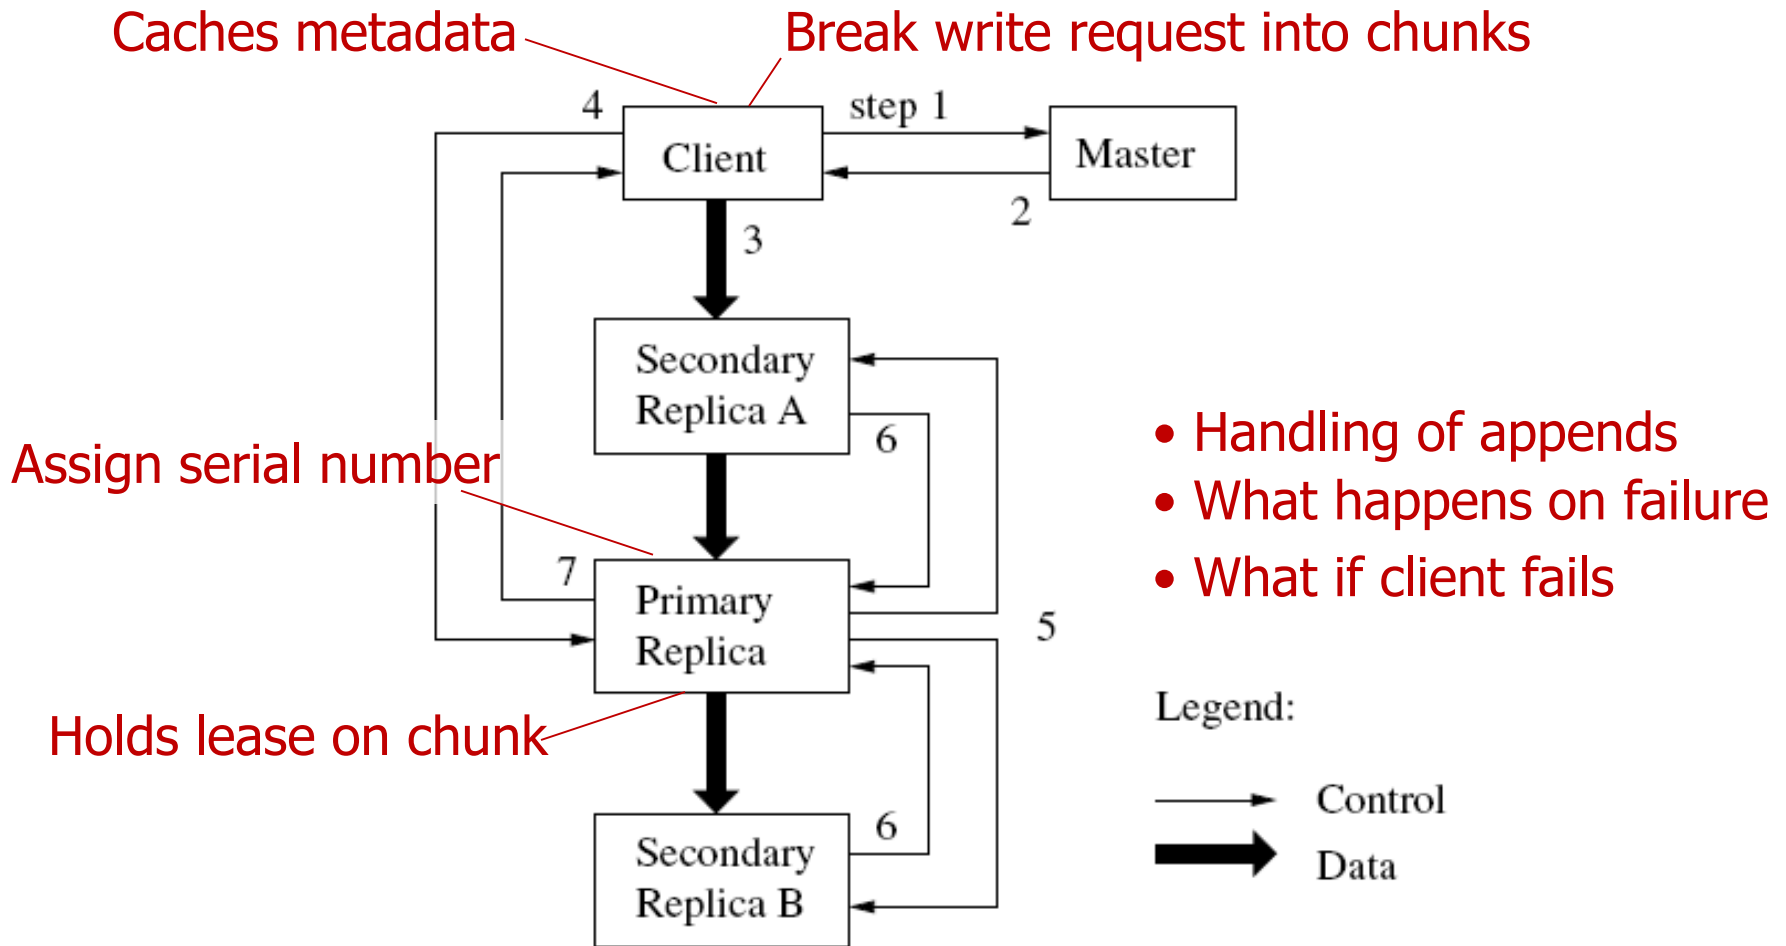 Caches metadata
Break write request into chunks
4
step 1
Client
Master
2
3
Secondary
Replica A
6
• Handling of appends
Assign serial number
• What happens on failure
7
• What if client fails
Primary
Replica
5
Holds lease on chunk
Legend:
Control
6
Secondary
Replica B
Data